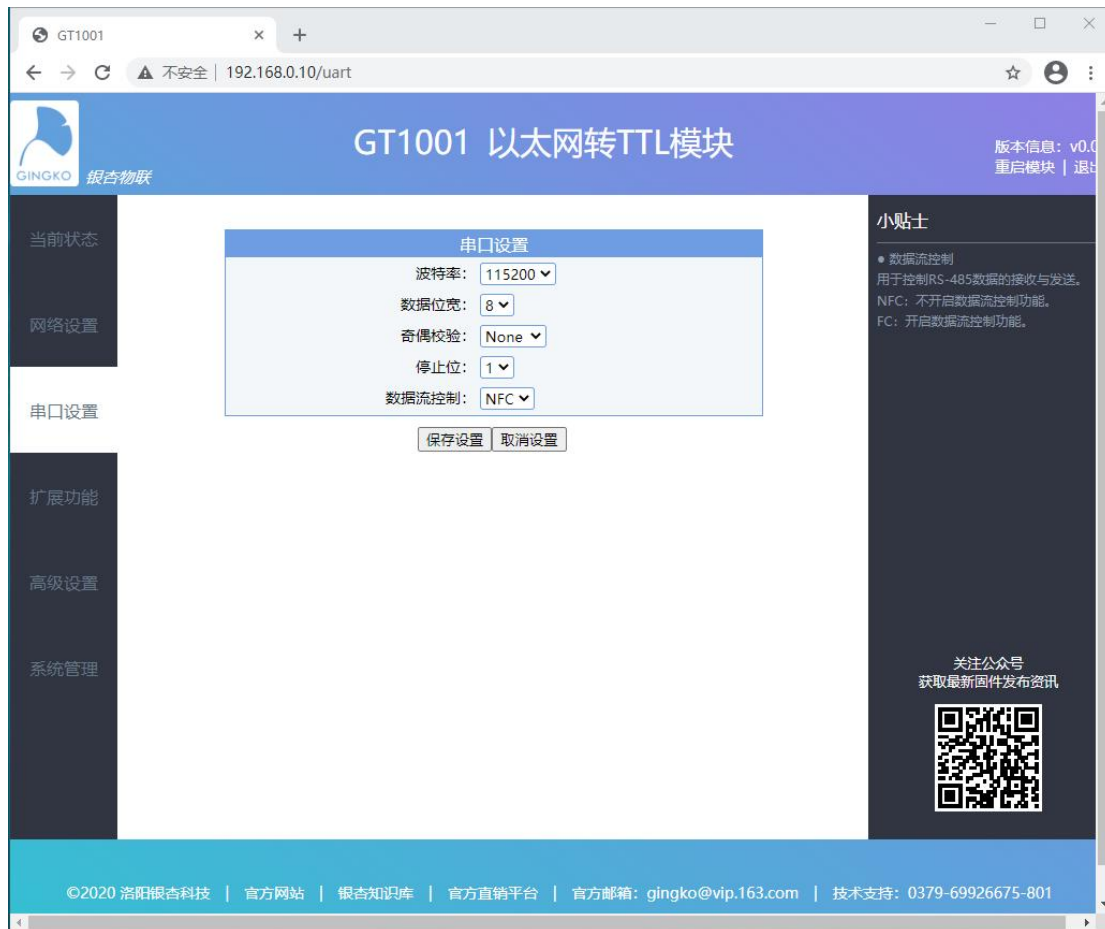 GT1001
不安全 | 192.168.0.10/uart
GINGKO 银杏物联
GT1001 以太网转TTL模块
版本信息：v0.0
重启模块 | 退出
当前状态
网络设置
串口设置
扩展功能
高级设置
系统管理
串口设置
波特率： 115200
数据位宽： 8
奇偶校验： None
停止位： 1
数据流控制： NFC
保存设置 取消设置
小贴士
● 数据流控制
用于控制RS-485数据的接收与发送。
NFC：不开启数据流控制功能。
FC：开启数据流控制功能。
关注公众号
获取最新固件发布资讯
©2020 洛阳银杏科技 | 官方网站 | 银杏知识库 | 官方直销平台 | 官方邮箱：gingko@vip.163.com | 技术支持：0379-69926675-801